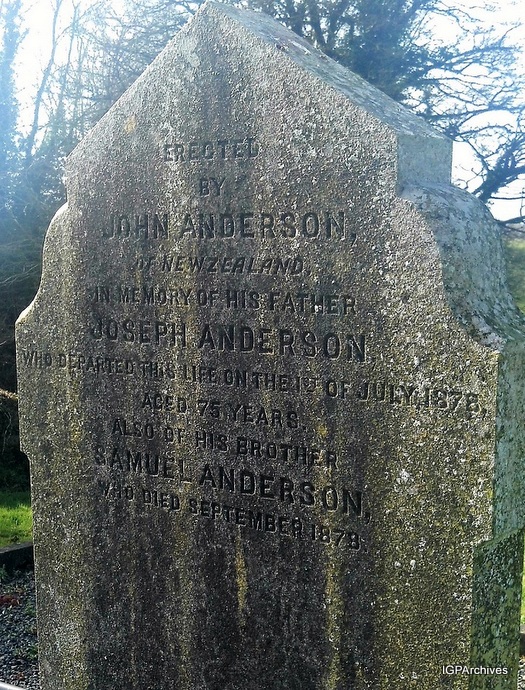 ERECTED
BY
JOHN ANDERSON,
OF NEWZEALAND
IN MEMORY OF HIS FATHER
JOSEPH ANDERSON
WHO DEPARTED THIS LIFE ON THE 1ST OF JULY, 1878,
AGED 75 YEARS.
ALSO OF HIS BROTHER
SAMUEL ANDERSON,
WHO DIED SEPTEMBER 1879.
IGPArchives